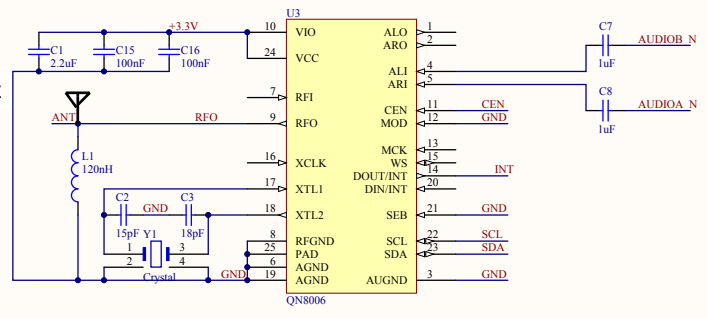 U3
+3.3V
10 VIO ALO 1
ARO 2
C1
2.2uF
C15
100nF
C16
100nF
24 VCC
C7
1uF
AUDIOB_N
ALI 4
ARI 5
7 RFI
C8
1uF
AUDIOA_N
CEN 11 CEN
ANT RFO 9 RFO MOD 12 GND
MCK 13
L1
120nH
16 XCLK WS 15
DOUT/INT 14 INT
17 XTL1 DIN/INT 20
C2 GND C3
15pF 18pF
18 XTL2 SEB 21 GND
Y1
1 3
2 4
Crystal
8 RFGND SCL 22 SCL
25 PAD SDA 23 SDA
6 AGND
GND 19 AGND AUGND 3 GND
QN8006